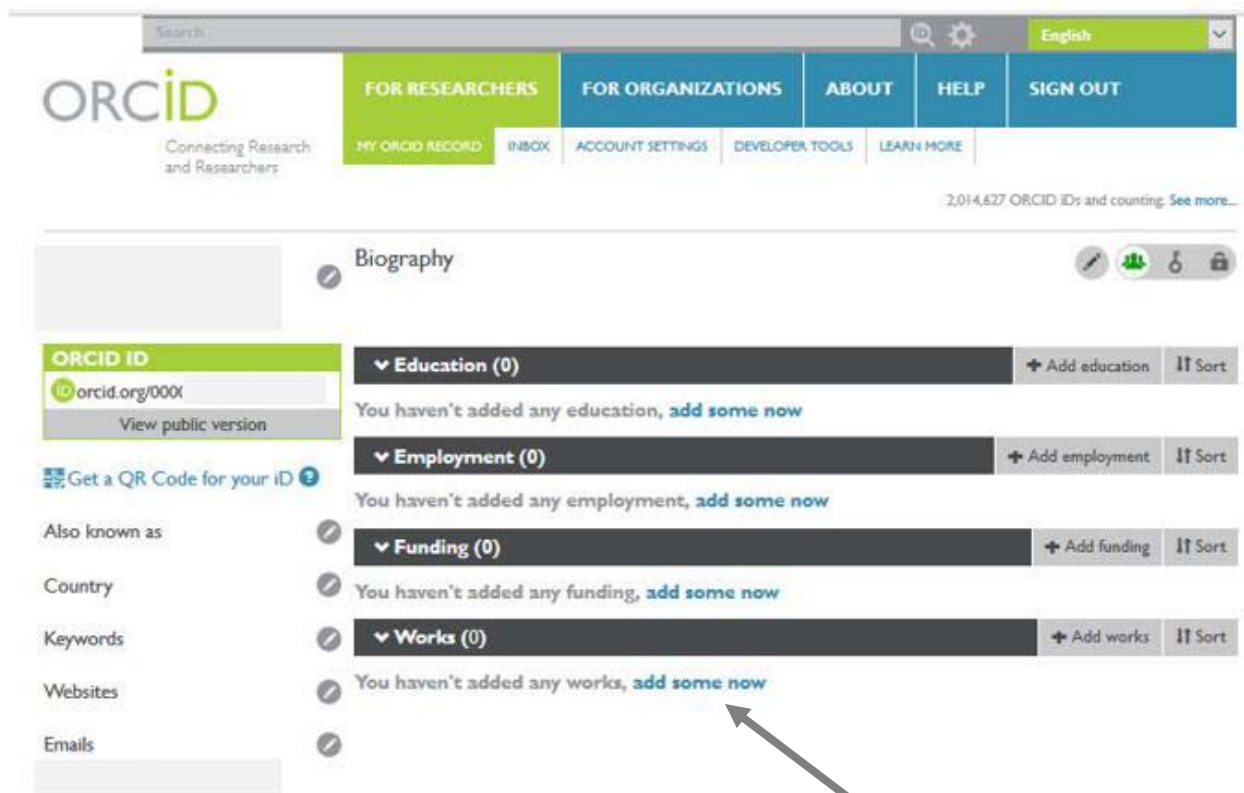 Search
English
ORCiD
Connecting Research
and Researchers
FOR RESEARCHERS
FOR ORGANIZATIONS
ABOUT
HELP
SIGN OUT
MY ORCID RECORD
INBOX
ACCOUNT SETTINGS
DEVELOPER TOOLS
LEARN MORE
2,014,627 ORCID iDs and counting. See more...
Biography
ORCID ID
iD orcid.org/000
View public version
Get a QR Code for your iD ?
Also known as
Country
Keywords
Websites
Emails
Education (0)
+ Add education
Sort
You haven't added any education, add some now
Employment (0)
+ Add employment
Sort
You haven't added any employment, add some now
Funding (0)
+ Add funding
Sort
You haven't added any funding, add some now
Works (0)
+ Add works
Sort
You haven't added any works, add some now